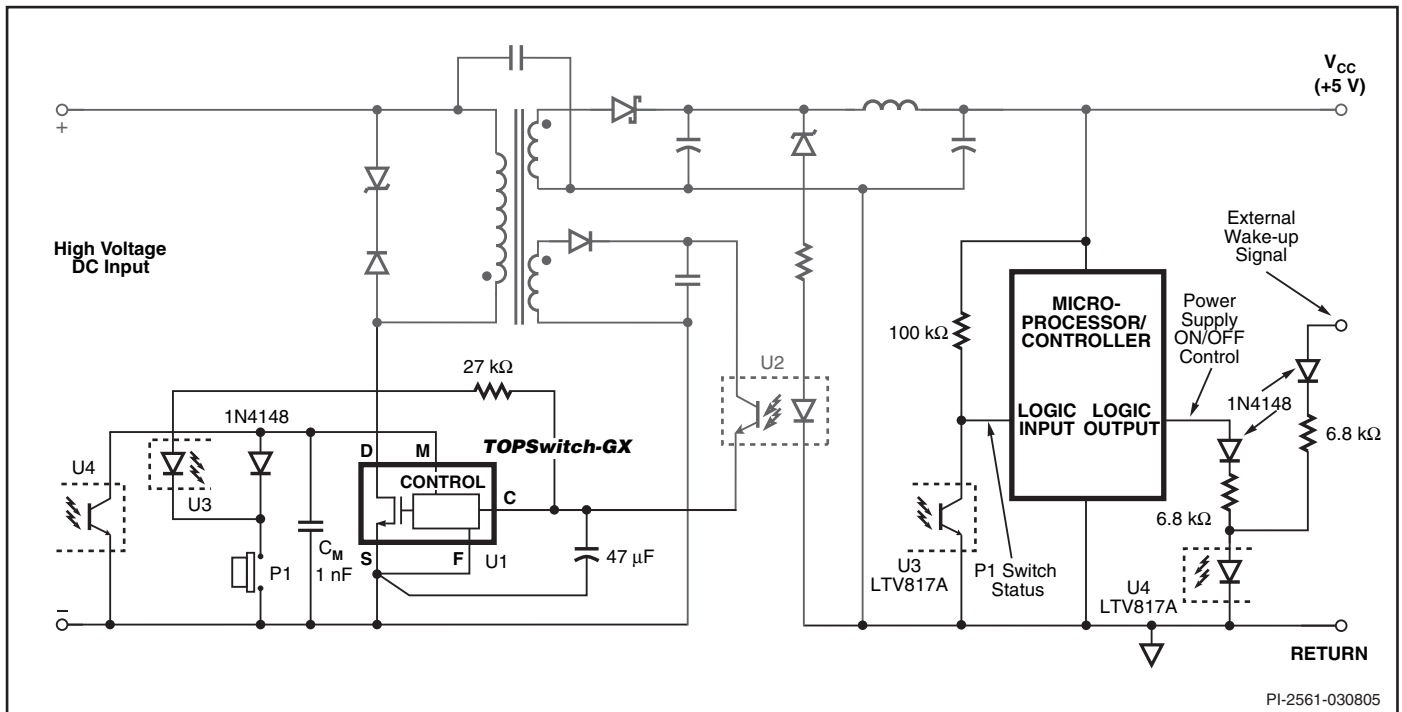 V_CC
(+5 V)
+
High Voltage
DC Input
External
Wake-up
Signal
MICRO-
PROCESSOR/
CONTROLLER
Power
Supply
ON/OFF
Control
100 kΩ
27 kΩ
U2
1N4148
1N4148
LOGIC LOGIC
INPUT OUTPUT
6.8 kΩ
TOPSwitch-GX
D M
U4
CONTROL
C
U3
6.8 kΩ
S F U1
47 µF
C_M
1 nF
P1
U3
LTV817A
P1 Switch
Status
U4
LTV817A
–
RETURN
PI-2561-030805